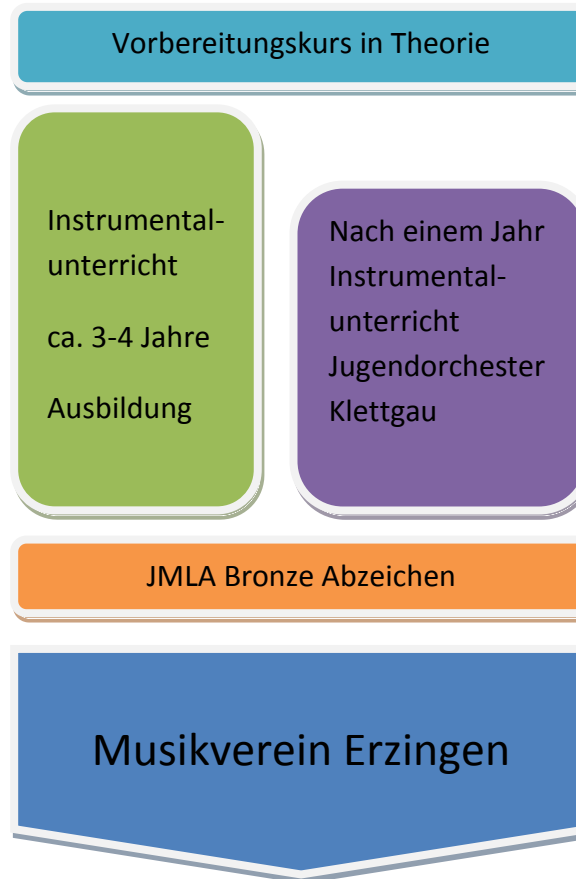 Vorbereitungskurs in Theorie
Instrumental-
unterricht
ca. 3-4 Jahre
Ausbildung
Nach einem Jahr
Instrumental-
unterricht
Jugendorchester
Klettgau
JMLA Bronze Abzeichen
Musikverein Erzingen